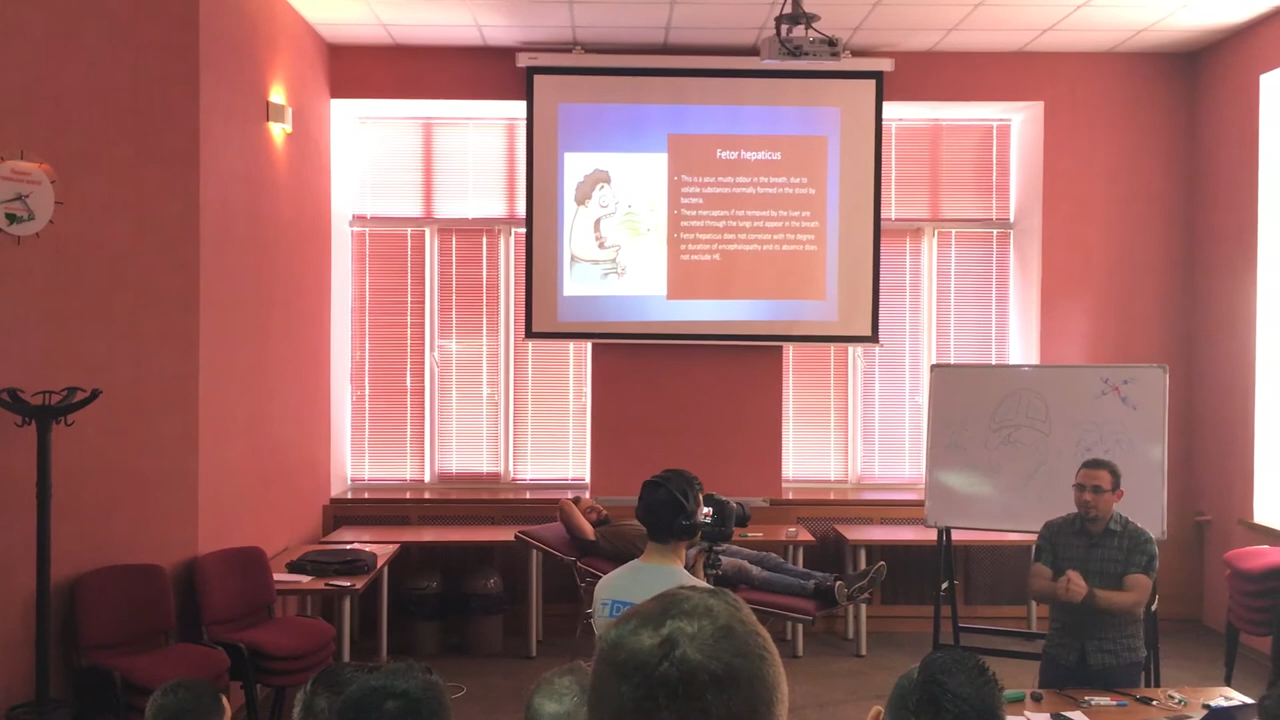 Fetor hepaticus
• This is a sour, musty odour in the breath, due to
volatile substances normally formed in the stool by
bacteria.
• These mercaptans if not removed by the liver are
excreted through the lungs and appear in the breath
• Fetor hepaticus does not correlate with the degree
or duration of encephalopathy and its absence does
not exclude HE.